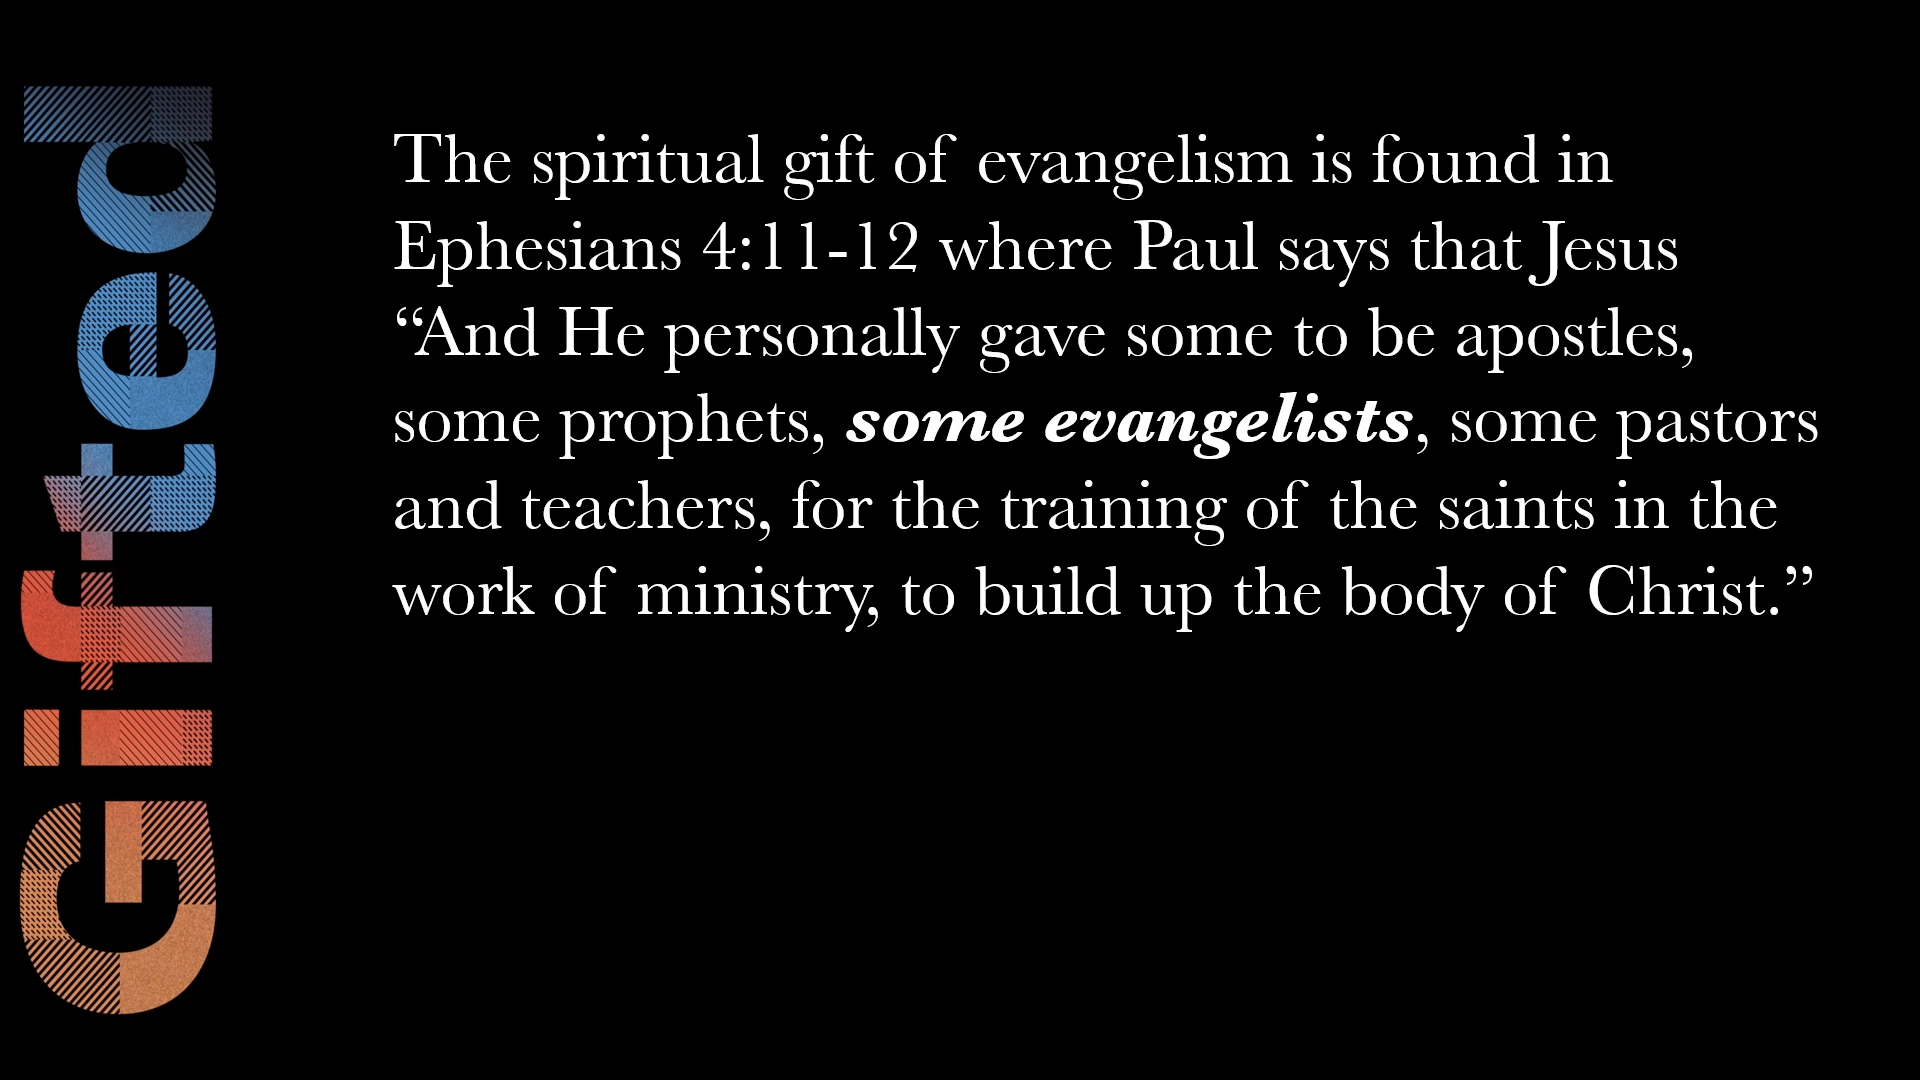 Gifted
The spiritual gift of evangelism is found in
Ephesians 4:11-12 where Paul says that Jesus
“And He personally gave some to be apostles,
some prophets, some evangelists, some pastors
and teachers, for the training of the saints in the
work of ministry, to build up the body of Christ.”